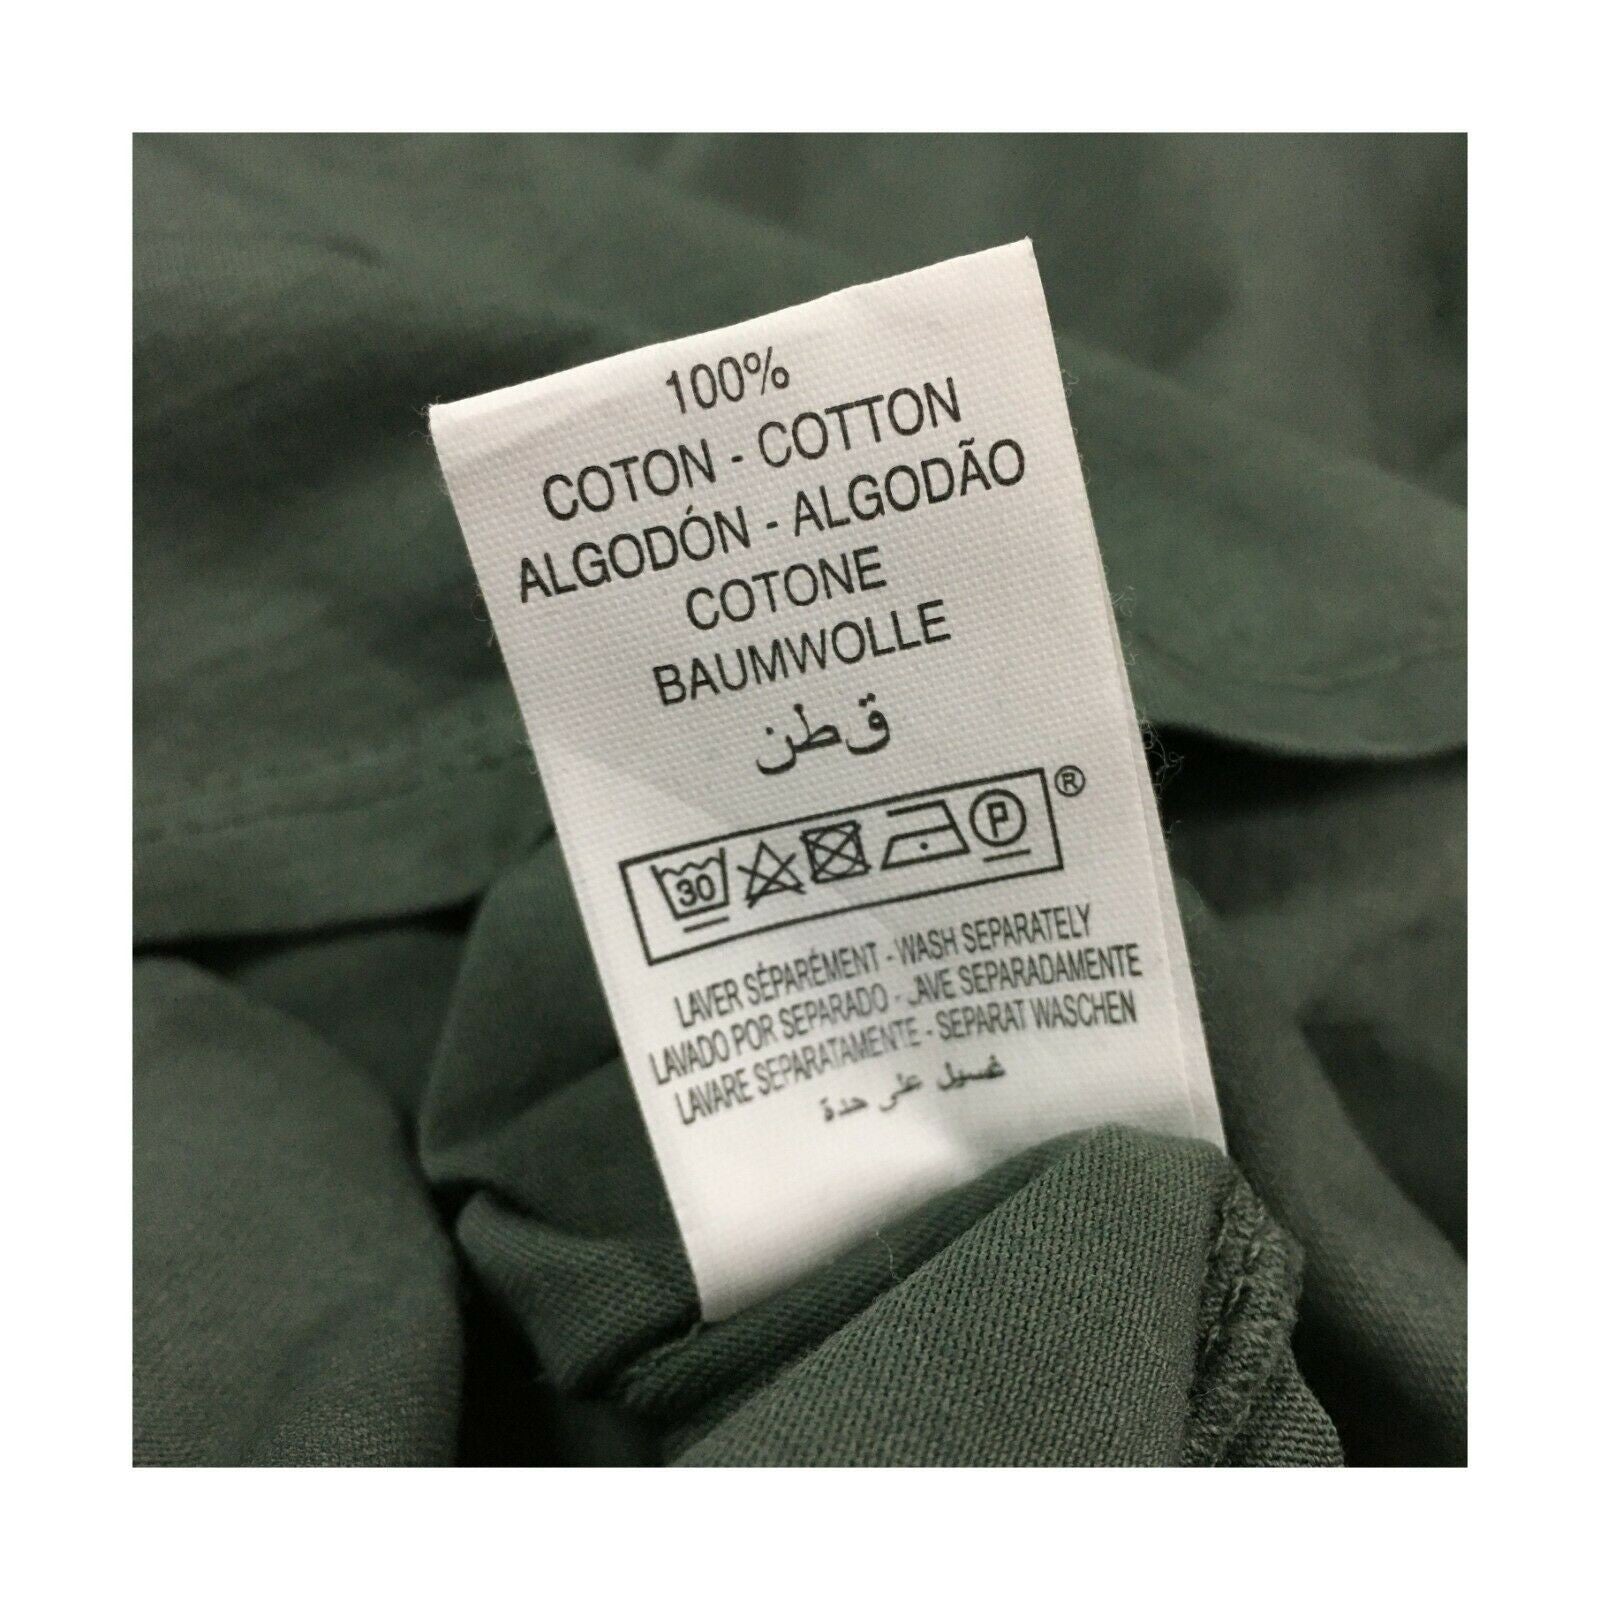 100%
COTON - COTTON
ALGODÓN - ALGODÃO
COTONE
BAUMWOLLE
قطن
30 P ®
LAVER SÉPARÉMENT - WASH SEPARATELY
LAVADO POR SEPARADO - LAVE SEPARADAMENTE
LAVARE SEPARATAMENTE - SEPARAT WASCHEN
غسيل على حدة